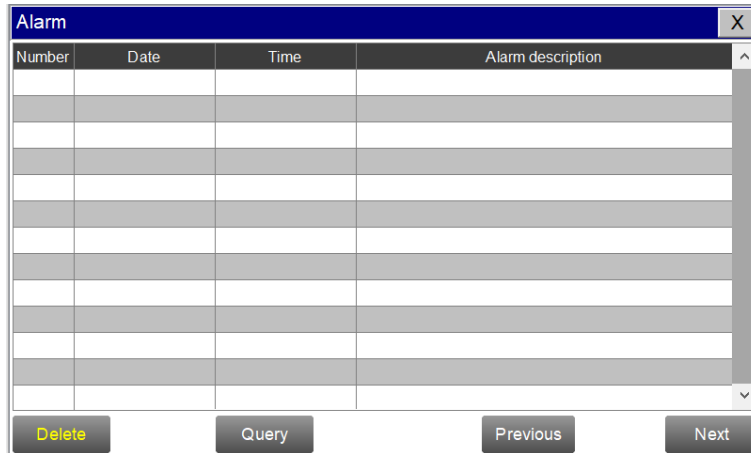 Alarm X
Number Date Time Alarm description
Delete Query Previous Next